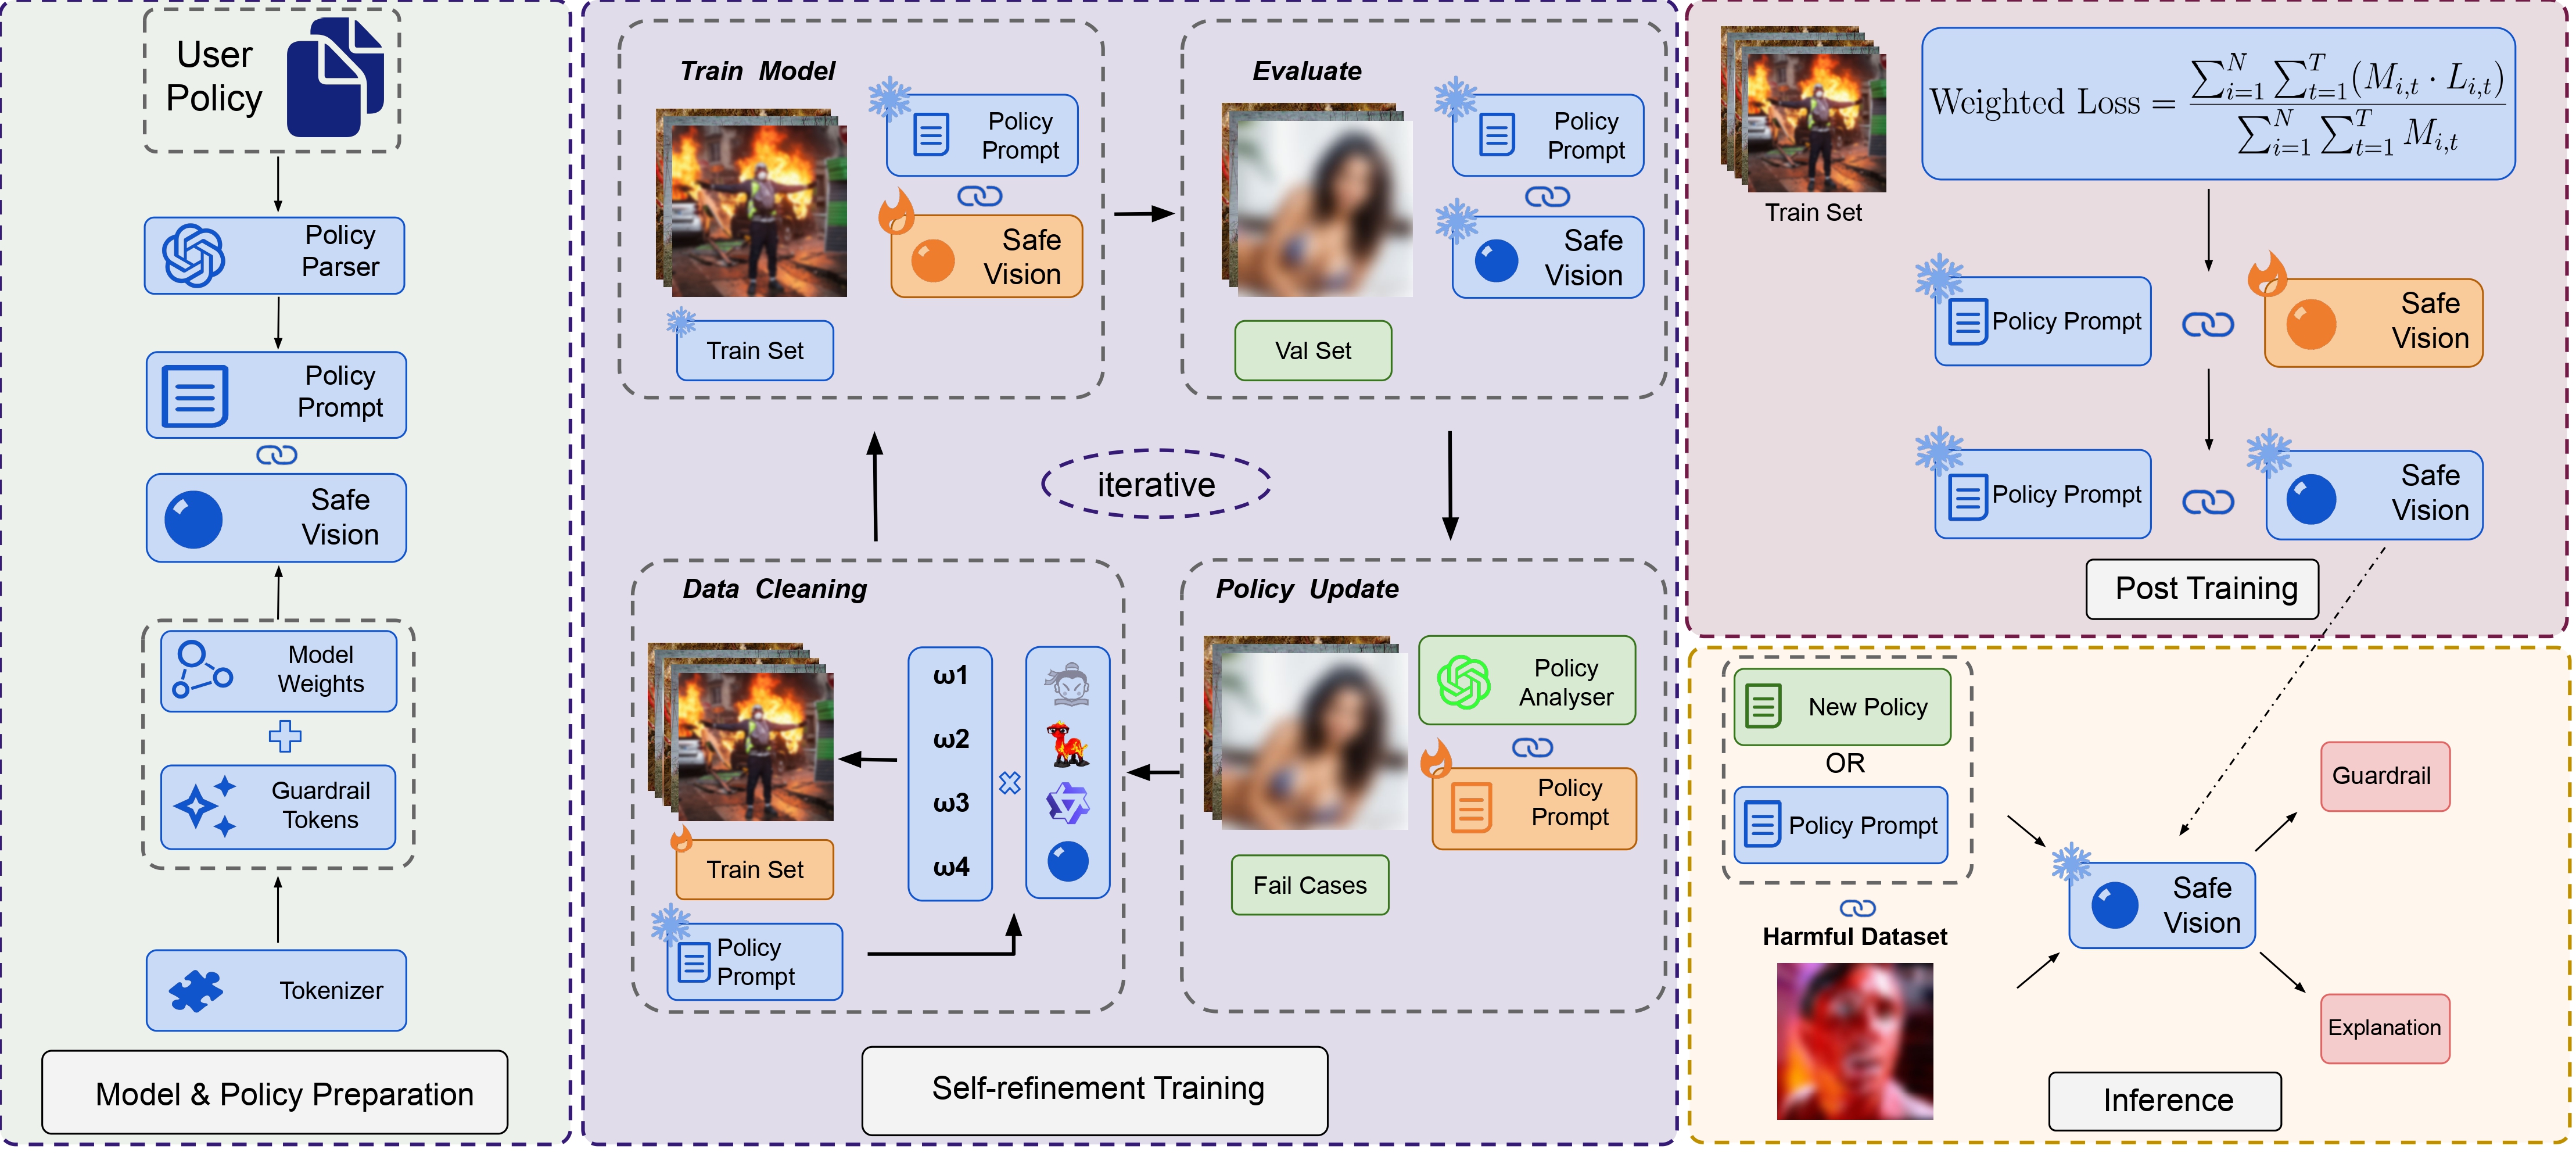 User
Policy
Policy
Parser
Policy
Prompt
Safe
Vision
Model
Weights
Guardrail
Tokens
Tokenizer
Model & Policy Preparation
Train Model
Policy
Prompt
Safe
Vision
Train Set
Evaluate
Policy
Prompt
Safe
Vision
Val Set
iterative
Data Cleaning
ω1
ω2
ω3
ω4
Train Set
Policy
Prompt
Policy Update
Policy
Analyser
Policy
Prompt
Fail Cases
Self-refinement Training
Train Set
Weighted Loss = \frac{\sum_{i=1}^{N} \sum_{t=1}^{T} (M_{i,t} \cdot L_{i,t})}{\sum_{i=1}^{N} \sum_{t=1}^{T} M_{i,t}}
Policy Prompt
Safe
Vision
Policy Prompt
Safe
Vision
Post Training
New Policy
OR
Policy Prompt
Harmful Dataset
Safe
Vision
Guardrail
Explanation
Inference